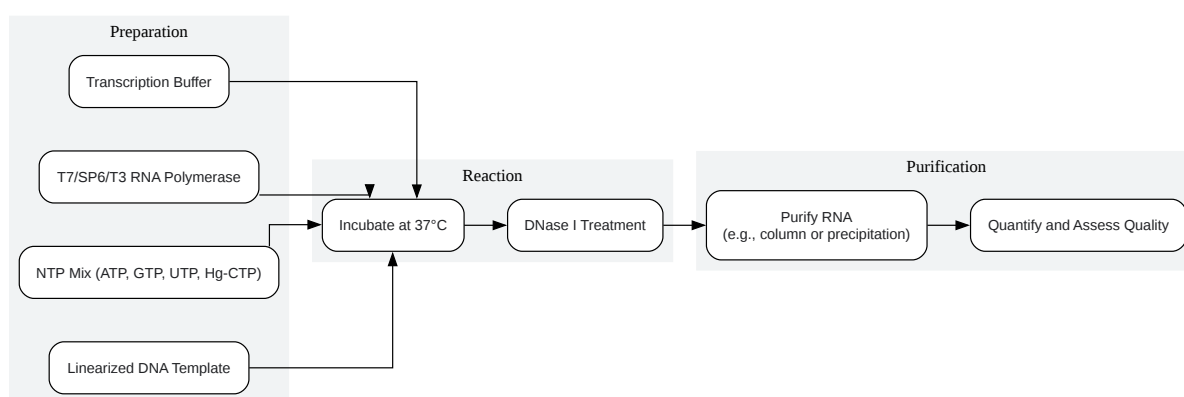 Preparation
Transcription Buffer
T7/SP6/T3 RNA Polymerase
NTP Mix (ATP, GTP, UTP, Hg-CTP)
Linearized DNA Template
Reaction
Incubate at 37°C
DNase I Treatment
Purification
Purify RNA
(e.g., column or precipitation)
Quantify and Assess Quality